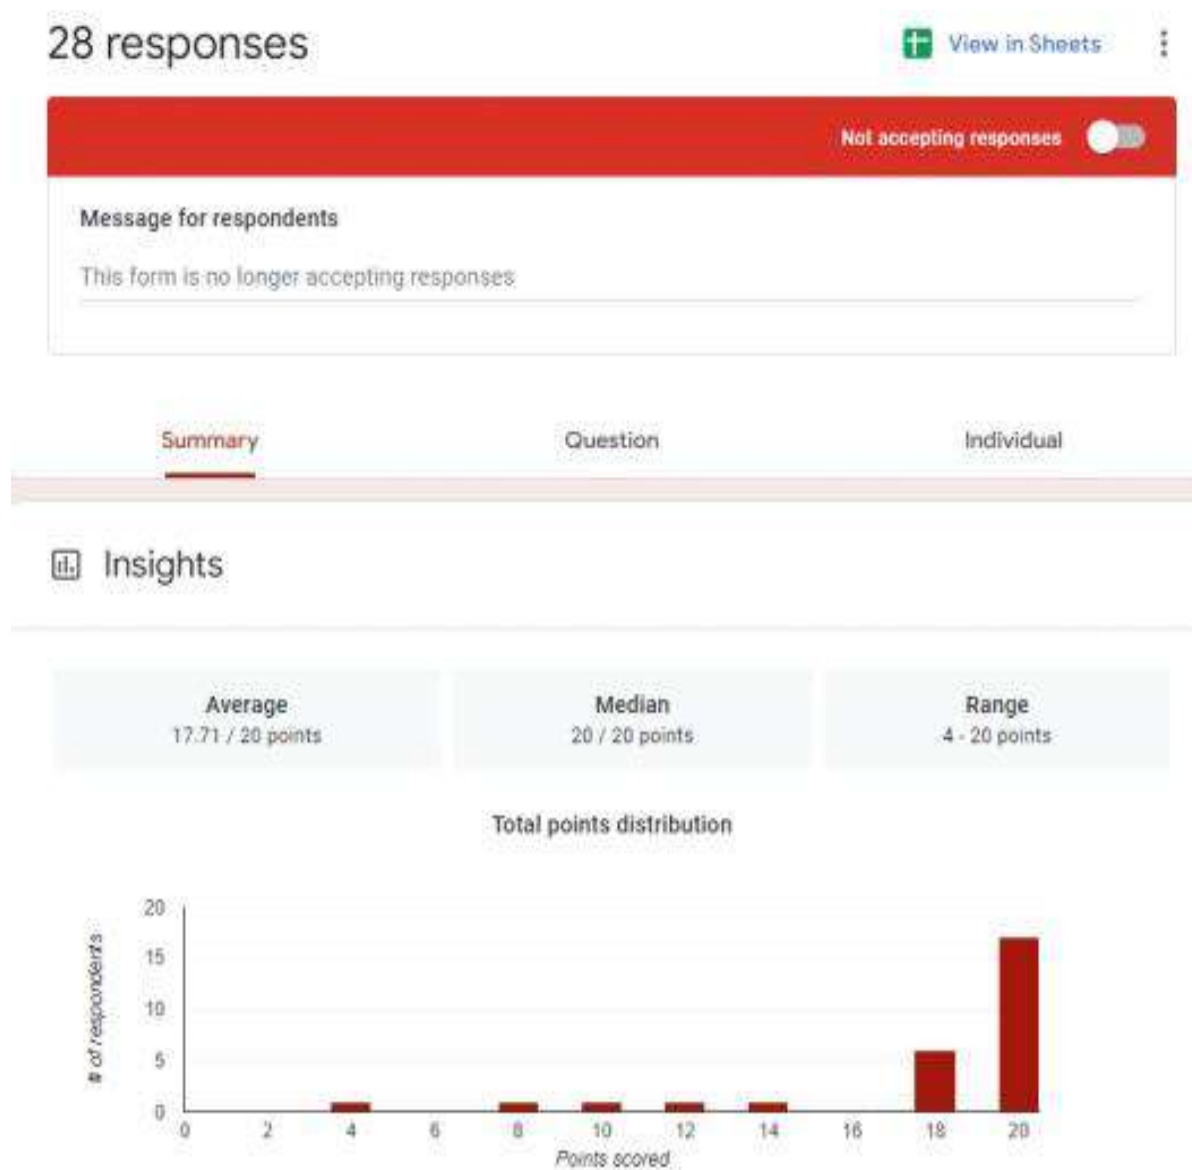 28 responses
View in Sheets
Not accepting responses
Message for respondents
This form is no longer accepting responses
Summary Question Individual
Insights
Average Median Range
17.71 / 20 points 20 / 20 points 4 - 20 points
Total points distribution
# of respondents
20
15
10
5
0
0 2 4 6 8 10 12 14 16 18 20
Points scored